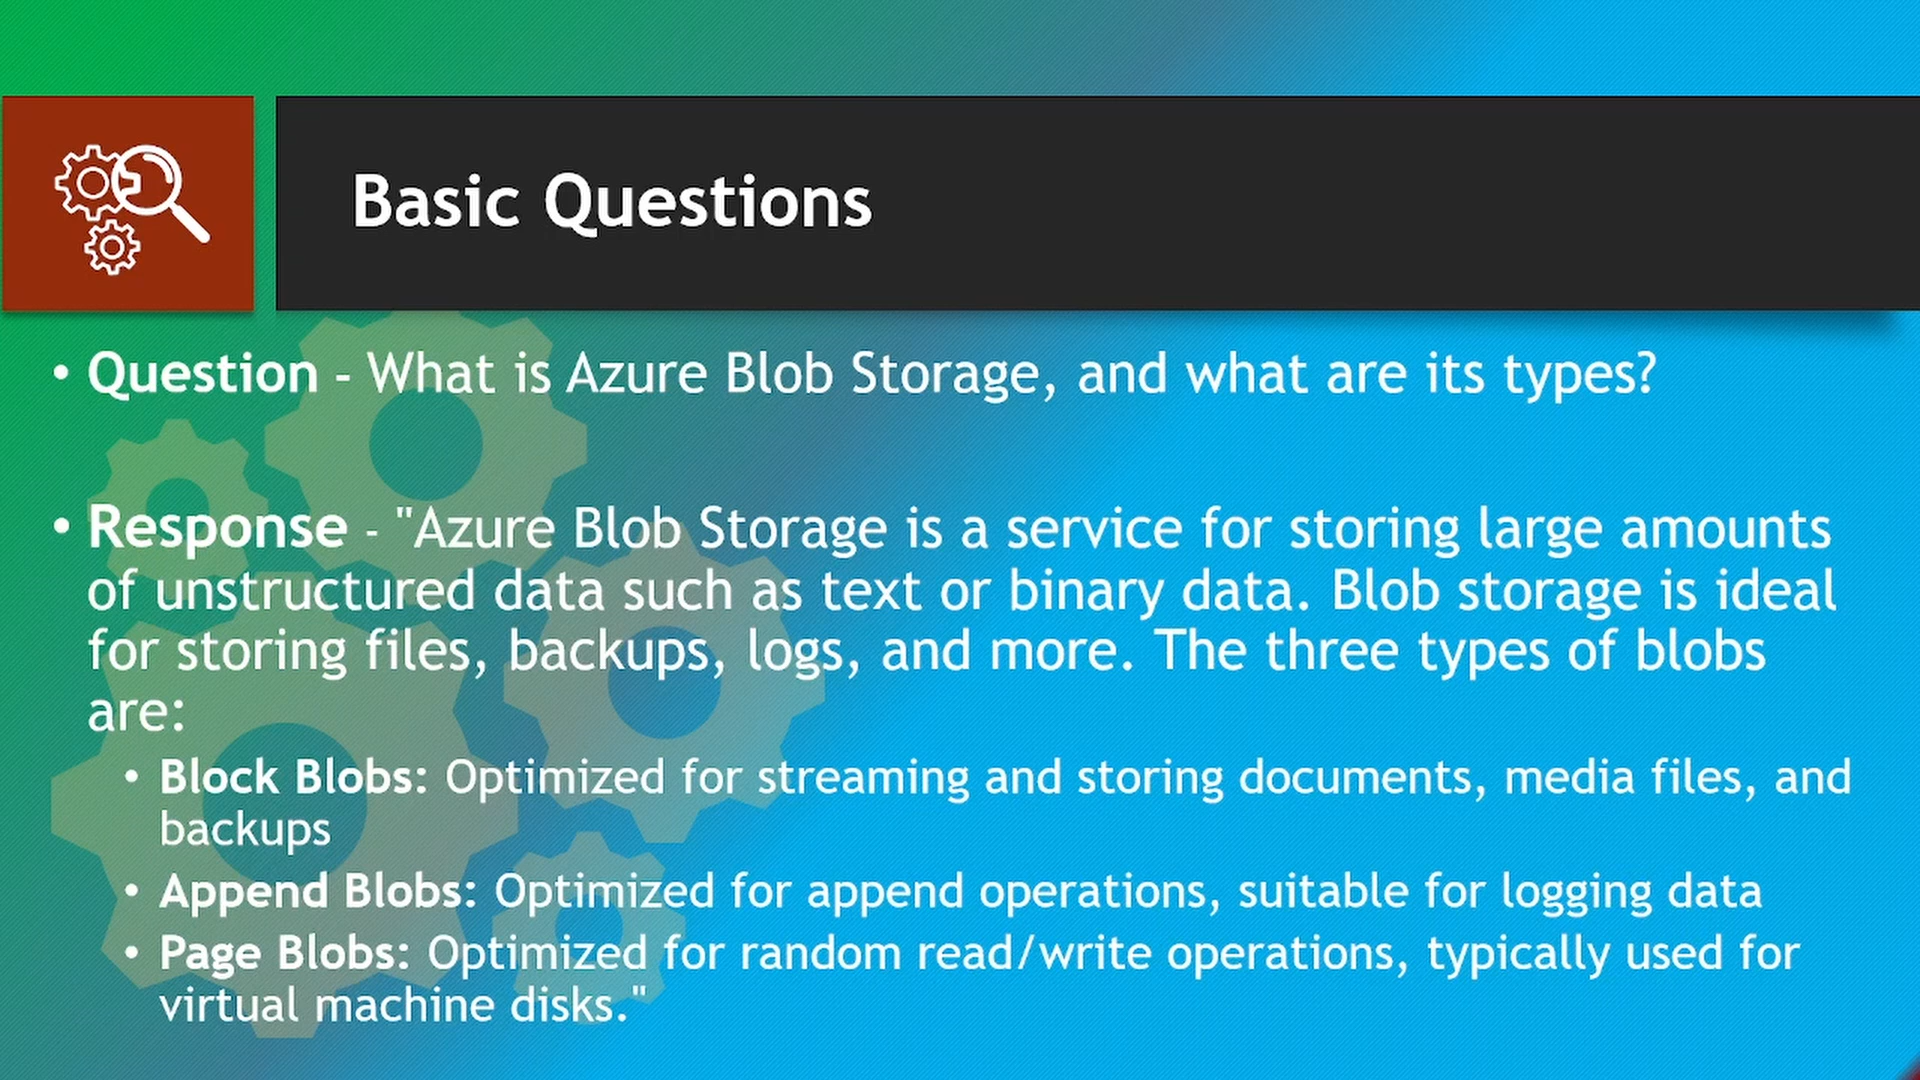 Basic Questions
• Question - What is Azure Blob Storage, and what are its types?
• Response - "Azure Blob Storage is a service for storing large amounts
of unstructured data such as text or binary data. Blob storage is ideal
for storing files, backups, logs, and more. The three types of blobs
are:
• Block Blobs: Optimized for streaming and storing documents, media files, and
backups
• Append Blobs: Optimized for append operations, suitable for logging data
• Page Blobs: Optimized for random read/write operations, typically used for
virtual machine disks."